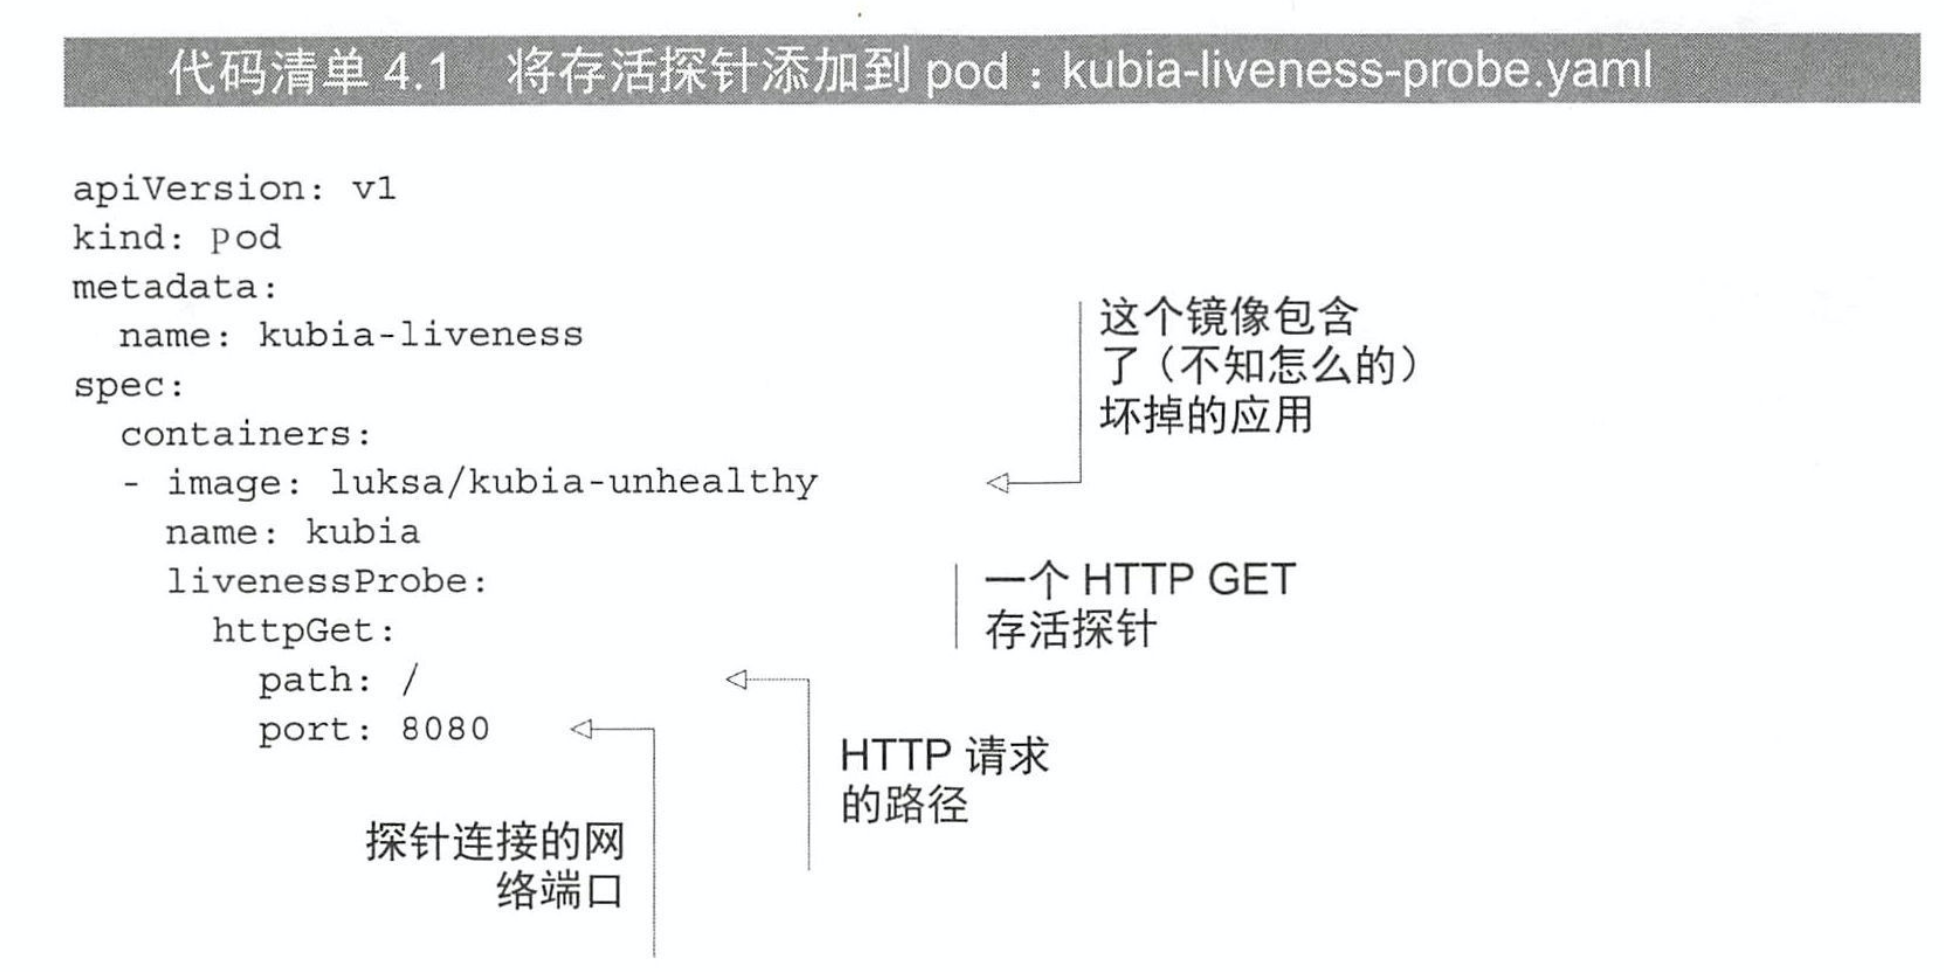 代码清单 4.1 将存活探针添加到 pod：kubia-liveness-probe.yaml
apiVersion: v1
kind: pod
metadata:
  name: kubia-liveness
spec:
  containers:
  - image: luksa/kubia-unhealthy
    name: kubia
    livenessProbe:
      httpGet:
        path: /
        port: 8080
这个镜像包含
了（不知怎么的）
坏掉的应用
一个 HTTP GET
存活探针
HTTP 请求
的路径
探针连接的网
络端口